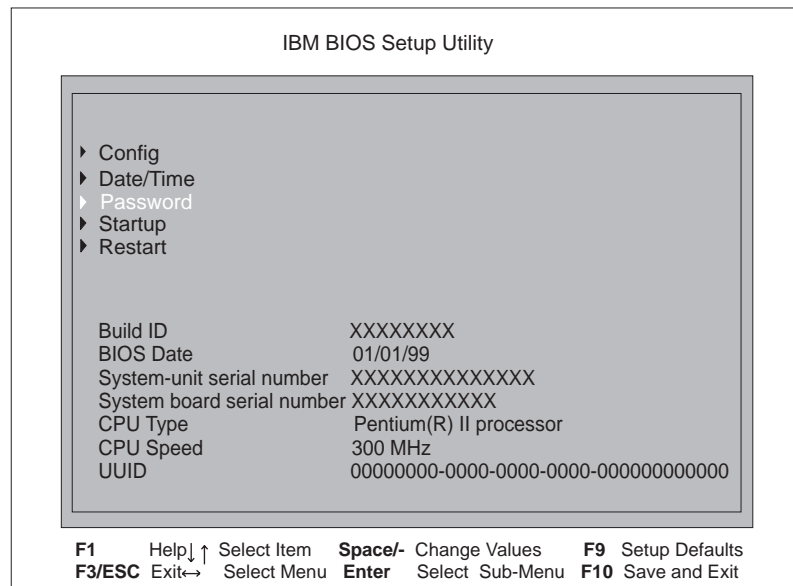 IBM BIOS Setup Utility
Config
Date/Time
Password
Startup
Restart
Build ID XXXXXXXX
BIOS Date 01/01/99
System-unit serial number XXXXXXXXXXXXXX
System board serial number XXXXXXXXXXX
CPU Type Pentium(R) II processor
CPU Speed 300 MHz
UUID 00000000-0000-0000-0000-000000000000
F1 Help↓ ↑ Select Item Space/- Change Values F9 Setup Defaults
F3/ESC Exit↔ Select Menu Enter Select Sub-Menu F10 Save and Exit